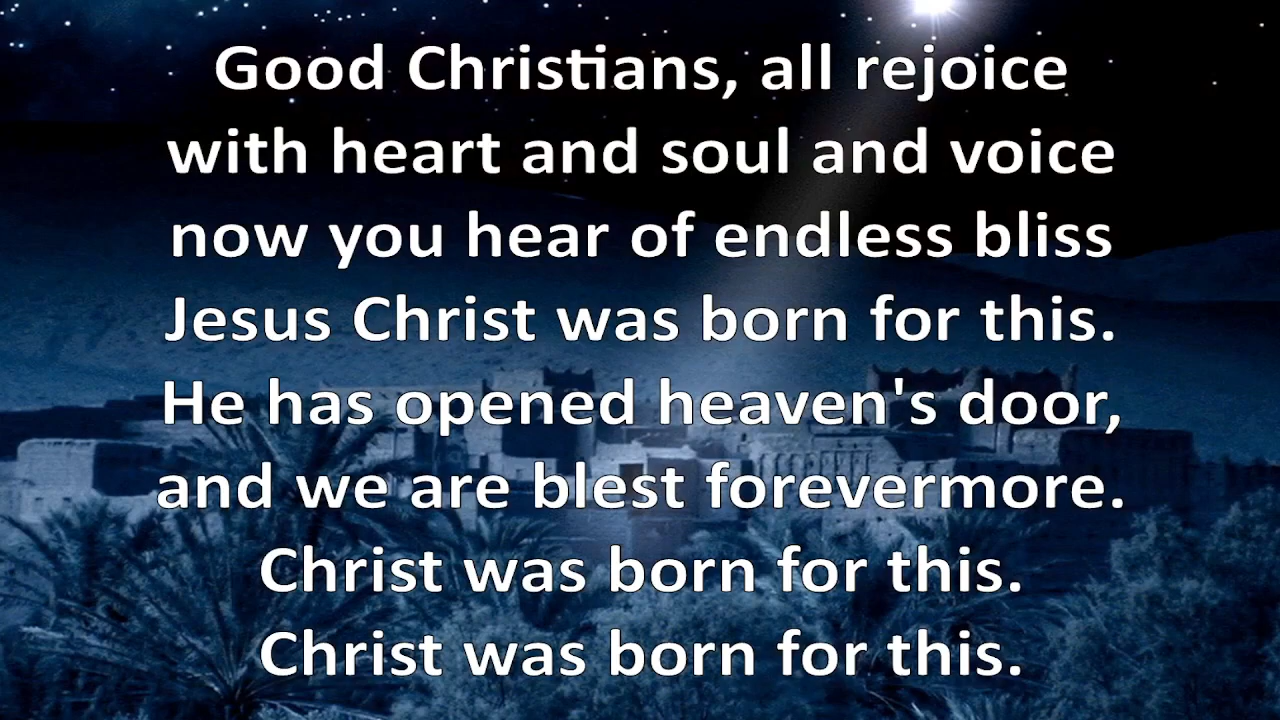 Good Christians, all rejoice
with heart and soul and voice
now you hear of endless bliss
Jesus Christ was born for this.
He has opened heaven's door,
and we are blest forevermore.
Christ was born for this.
Christ was born for this.